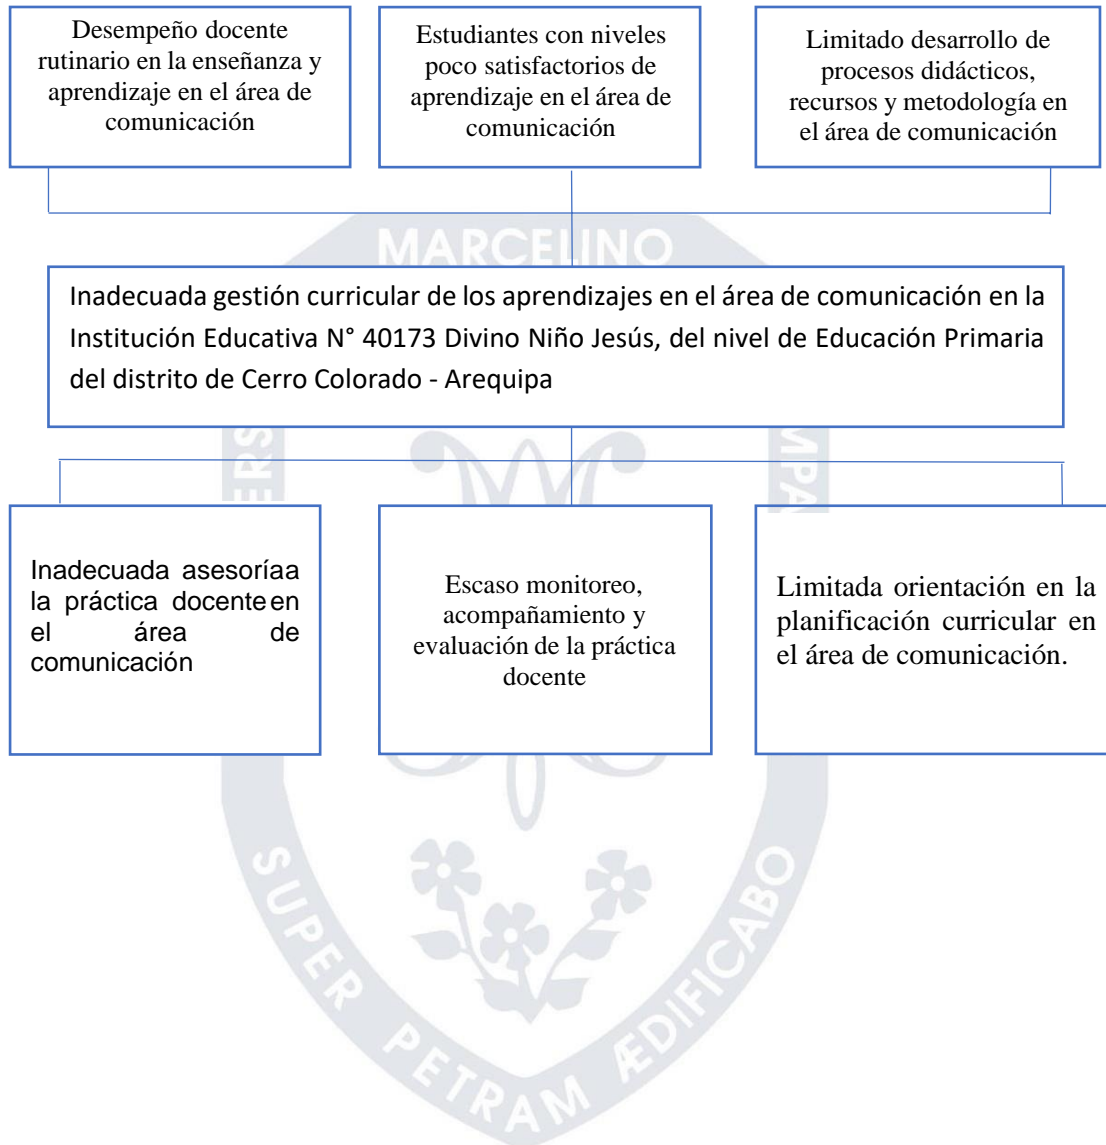 Desempeño docente
rutinario en la enseñanza y
aprendizaje en el área de
comunicación
Estudiantes con niveles
poco satisfactorios de
aprendizaje en el área de
comunicación
Limitado desarrollo de
procesos didácticos,
recursos y metodología en
el área de comunicación
MARCELINO
Inadecuada gestión curricular de los aprendizajes en el área de comunicación en la
Institución Educativa N° 40173 Divino Niño Jesús, del nivel de Educación Primaria
del distrito de Cerro Colorado - Arequipa
Inadecuada asesoríaa
la práctica docente en
el área de
comunicación
Escaso monitoreo,
acompañamiento y
evaluación de la práctica
docente
Limitada orientación en la
planificación curricular en
el área de comunicación.
SUPER PETRAM ÆDIFICABO